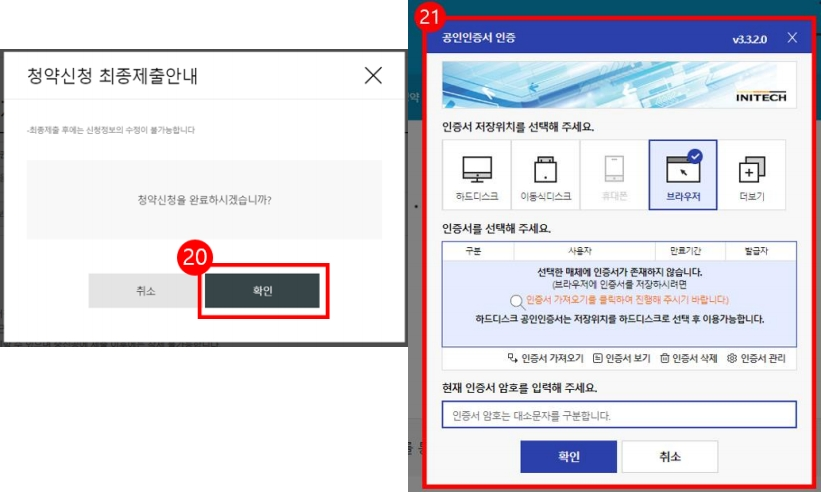 청약신청 최종제출안내
-최종제출 후에는 신청정보의 수정이 불가능합니다
청약신청을 완료하시겠습니까?
20
취소
확인
21
공인인증서 인증
v3.3.2.0
INITECH
인증서 저장위치를 선택해 주세요.
하드디스크
이동식디스크
휴대폰
브라우저
더보기
인증서를 선택해 주세요.
구분 사용자 만료기간 발급자
선택한 매체에 인증서가 존재하지 않습니다.
(브라우저에 인증서를 저장하시려면
인증서 가져오기를 클릭하여 진행해 주시기 바랍니다)
하드디스크 공인인증서는 저장위치를 하드디스크로 선택 후 이용가능합니다.
인증서 가져오기 인증서 보기 인증서 삭제 인증서 관리
현재 인증서 암호를 입력해 주세요.
인증서 암호는 대소문자를 구분합니다.
확인
취소